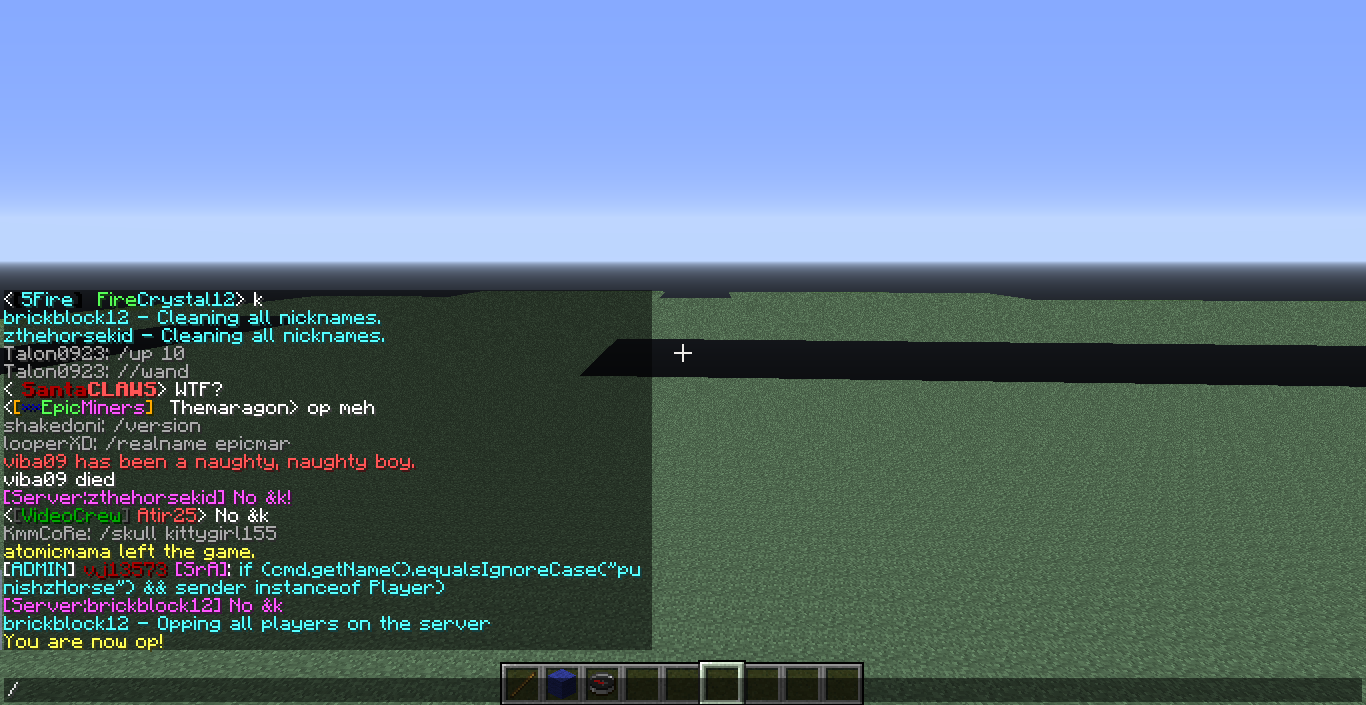 < 5Fire  FireCrystal12> k
brickblock12 - Cleaning all nicknames.
zthehorsekid - Cleaning all nicknames.
Talon0923: /up 10
Talon0923: //wand
< SantaCLAWS> WTF?
<[EpicMiners]  Themaragon> op meh
shakedoni: /version
looperXD: /realname epicmar
viba09 has been a naughty, naughty boy.
viba09 died
[Server:zthehorsekid] No &k!
<[VideoCrew] Atir25> No &k
KmmCoRe: /skull kittygirl155
atomicmama left the game.
[ADMIN] vj13573 [SrA]: if (cmd.getName().equalsIgnoreCase("pu
nishzHorse") && sender instanceof Player)
[Server:brickblock12] No &k
brickblock12 - Opping all players on the server
You are now op!
/